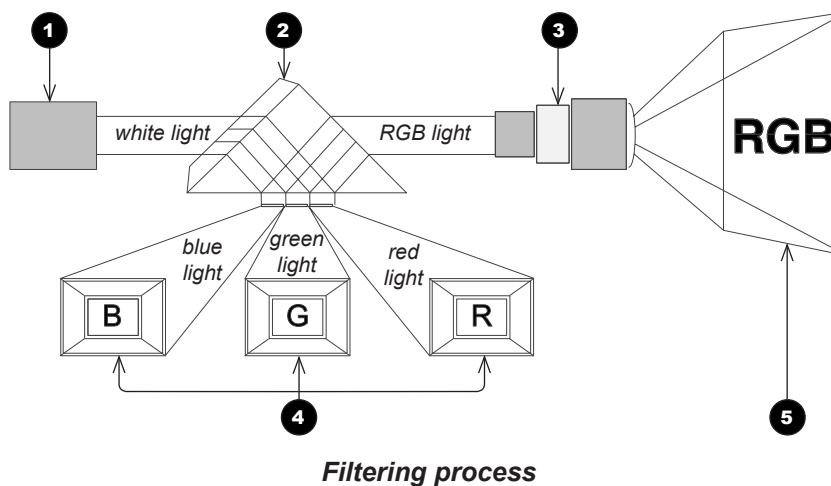 1
2
3
white light
RGB light
RGB
blue
light
green
light
red
light
B
G
R
4
5
Filtering process